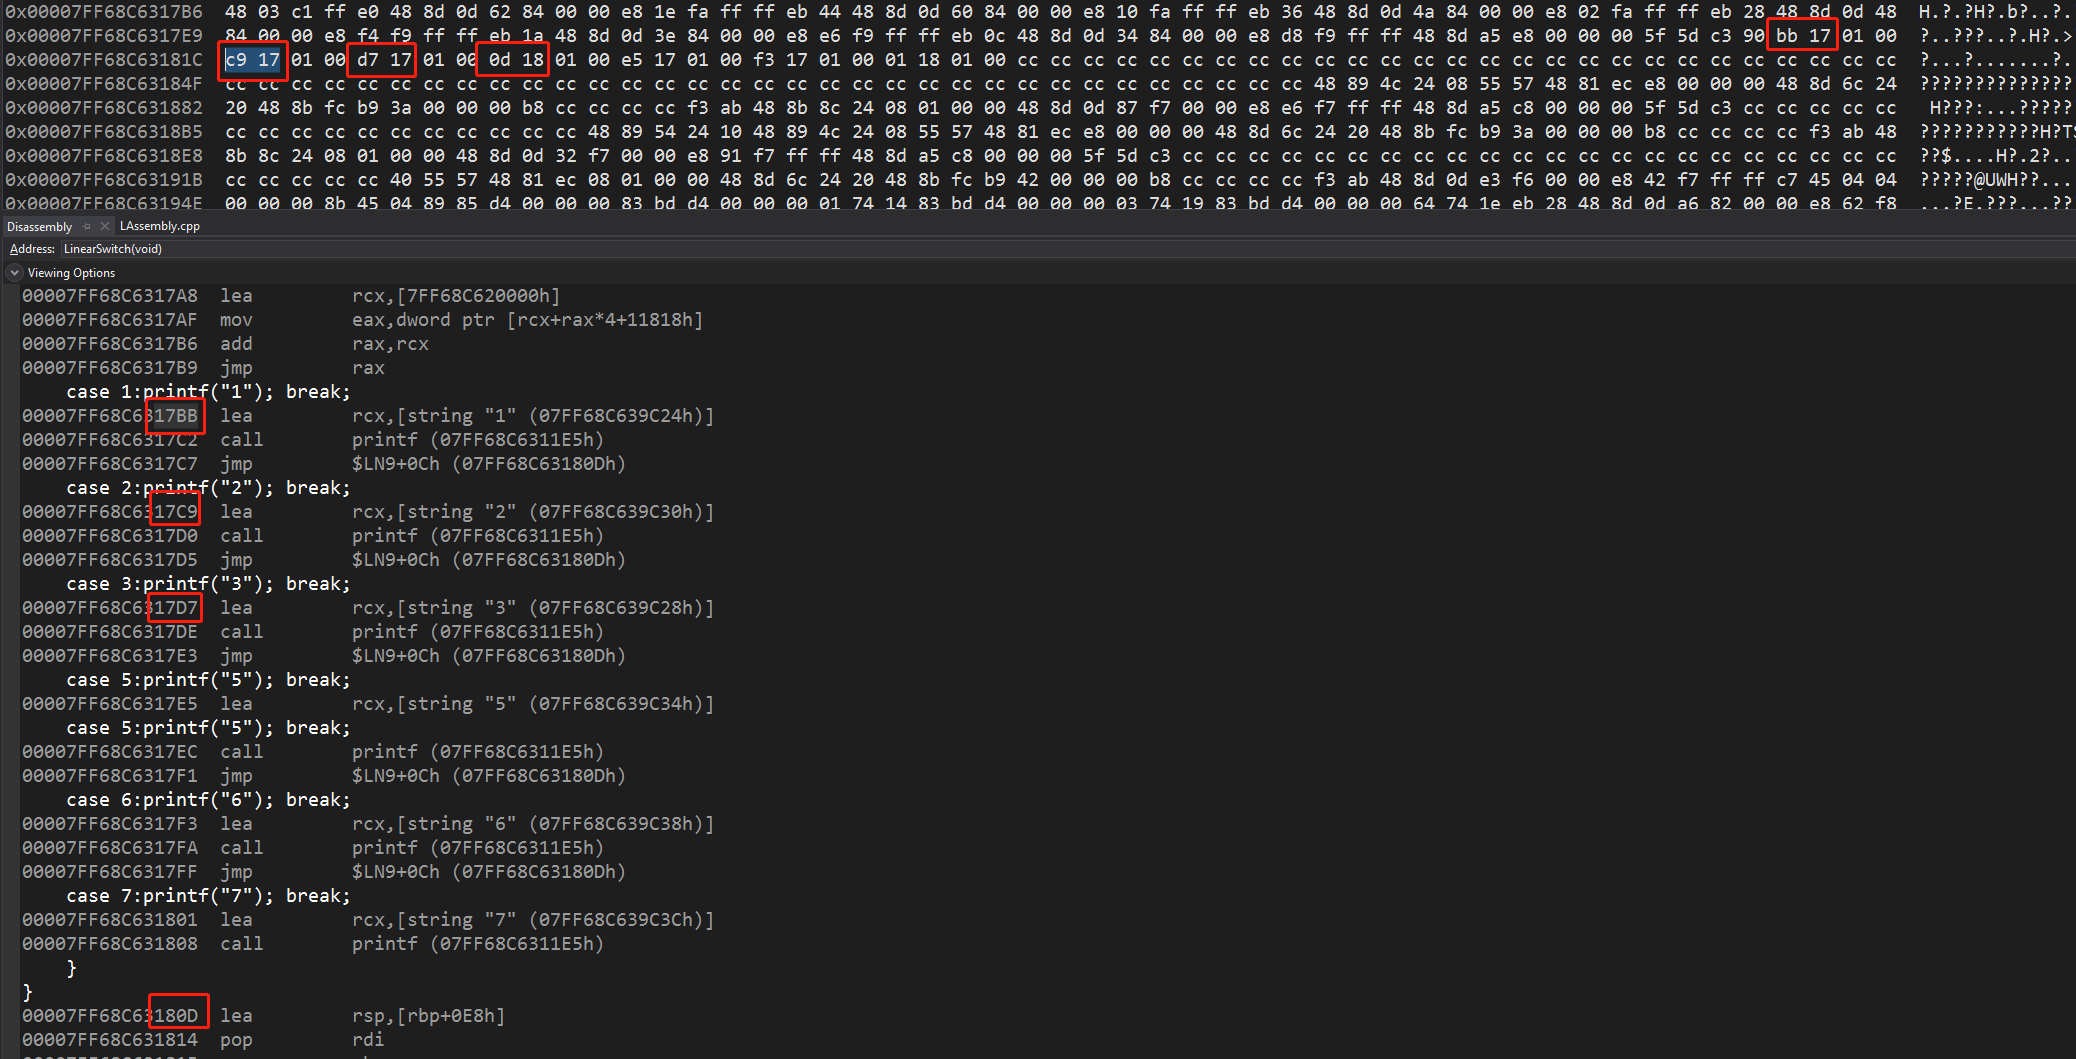 0x00007FF68C6317B6 48 03 c1 ff e0 48 8d 0d 62 84 00 00 e8 1e fa ff ff eb 44 48 8d 0d 60 84 00 00 e8 10 fa ff ff eb 36 48 8d 0d 4a 84 00 00 e8 02 fa ff ff eb 28 48 8d 0d 48 H.?.?H?.b?..?.
0x00007FF68C6317E9 84 00 00 e8 f4 f9 ff ff eb 1a 48 8d 0d 3e 84 00 00 e8 e6 f9 ff ff eb 0c 48 8d 0d 34 84 00 00 e8 d8 f9 ff ff 48 8d a5 e8 00 00 00 5f 5d c3 90 bb 17 01 00 ?..???..?.H?.>
0x00007FF68C63181C c9 17 01 00 d7 17 01 00 0d 18 01 00 e5 17 01 00 f3 17 01 00 01 18 01 00 cc cc cc cc cc cc cc cc cc cc cc cc cc cc cc cc cc cc cc cc cc cc cc cc cc cc cc ?...?.......?.
0x00007FF68C63184F cc cc cc cc cc cc cc cc cc cc cc cc cc cc cc cc cc cc cc cc cc cc cc cc cc 48 89 4c 24 08 55 57 48 81 ec e8 00 00 00 48 8d 6c 24 ??????????????
0x00007FF68C631882 20 48 8b fc b9 3a 00 00 00 b8 cc cc cc cc f3 ab 48 8b 8c 24 08 01 00 00 48 8d 0d 87 f7 00 00 e8 e6 f7 ff ff 48 8d a5 c8 00 00 00 5f 5d c3 cc cc cc cc cc H???:...?????
0x00007FF68C6318B5 cc cc cc cc cc cc cc cc cc cc cc 48 89 54 24 10 48 89 4c 24 08 55 57 48 81 ec e8 00 00 00 48 8d 6c 24 20 48 8b fc b9 3a 00 00 00 b8 cc cc cc cc f3 ab 48 ???????????H?T$
0x00007FF68C6318E8 8b 8c 24 08 01 00 00 48 8d 0d 32 f7 00 00 e8 91 f7 ff ff 48 8d a5 c8 00 00 00 5f 5d c3 cc cc cc cc cc cc cc cc cc cc cc cc cc cc cc cc cc cc cc cc cc cc ??$....H?.2?..
0x00007FF68C63191B cc cc cc cc cc 40 55 57 48 81 ec 08 01 00 00 48 8d 6c 24 20 48 8b fc b9 42 00 00 00 b8 cc cc cc cc f3 ab 48 8d 0d e3 f6 00 00 e8 42 f7 ff ff c7 45 04 04 ?????@UWH??...
0x00007FF68C63194E 00 00 00 8b 45 04 89 85 d4 00 00 00 83 bd d4 00 00 00 01 74 14 83 bd d4 00 00 00 03 74 19 83 bd d4 00 00 00 64 74 1e eb 28 48 8d 0d a6 82 00 00 e8 62 f8 ...?E.???...??
Disassembly LAssembly.cpp
Address: LinearSwitch(void)
Viewing Options
00007FF68C6317A8 lea rcx,[7FF68C620000h]
00007FF68C6317AF mov eax,dword ptr [rcx+rax*4+11818h]
00007FF68C6317B6 add rax,rcx
00007FF68C6317B9 jmp rax
case 1:printf("1"); break;
00007FF68C6317BB lea rcx,[string "1" (07FF68C639C24h)]
00007FF68C6317C2 call printf (07FF68C6311E5h)
00007FF68C6317C7 jmp $LN9+0Ch (07FF68C63180Dh)
case 2:printf("2"); break;
00007FF68C6317C9 lea rcx,[string "2" (07FF68C639C30h)]
00007FF68C6317D0 call printf (07FF68C6311E5h)
00007FF68C6317D5 jmp $LN9+0Ch (07FF68C63180Dh)
case 3:printf("3"); break;
00007FF68C6317D7 lea rcx,[string "3" (07FF68C639C28h)]
00007FF68C6317DE call printf (07FF68C6311E5h)
00007FF68C6317E3 jmp $LN9+0Ch (07FF68C63180Dh)
case 5:printf("5"); break;
00007FF68C6317E5 lea rcx,[string "5" (07FF68C639C34h)]
case 5:printf("5"); break;
00007FF68C6317EC call printf (07FF68C6311E5h)
00007FF68C6317F1 jmp $LN9+0Ch (07FF68C63180Dh)
case 6:printf("6"); break;
00007FF68C6317F3 lea rcx,[string "6" (07FF68C639C38h)]
00007FF68C6317FA call printf (07FF68C6311E5h)
00007FF68C6317FF jmp $LN9+0Ch (07FF68C63180Dh)
case 7:printf("7"); break;
00007FF68C631801 lea rcx,[string "7" (07FF68C639C3Ch)]
00007FF68C631808 call printf (07FF68C6311E5h)
}
}
00007FF68C63180D lea rsp,[rbp+0E8h]
00007FF68C631814 pop rdi